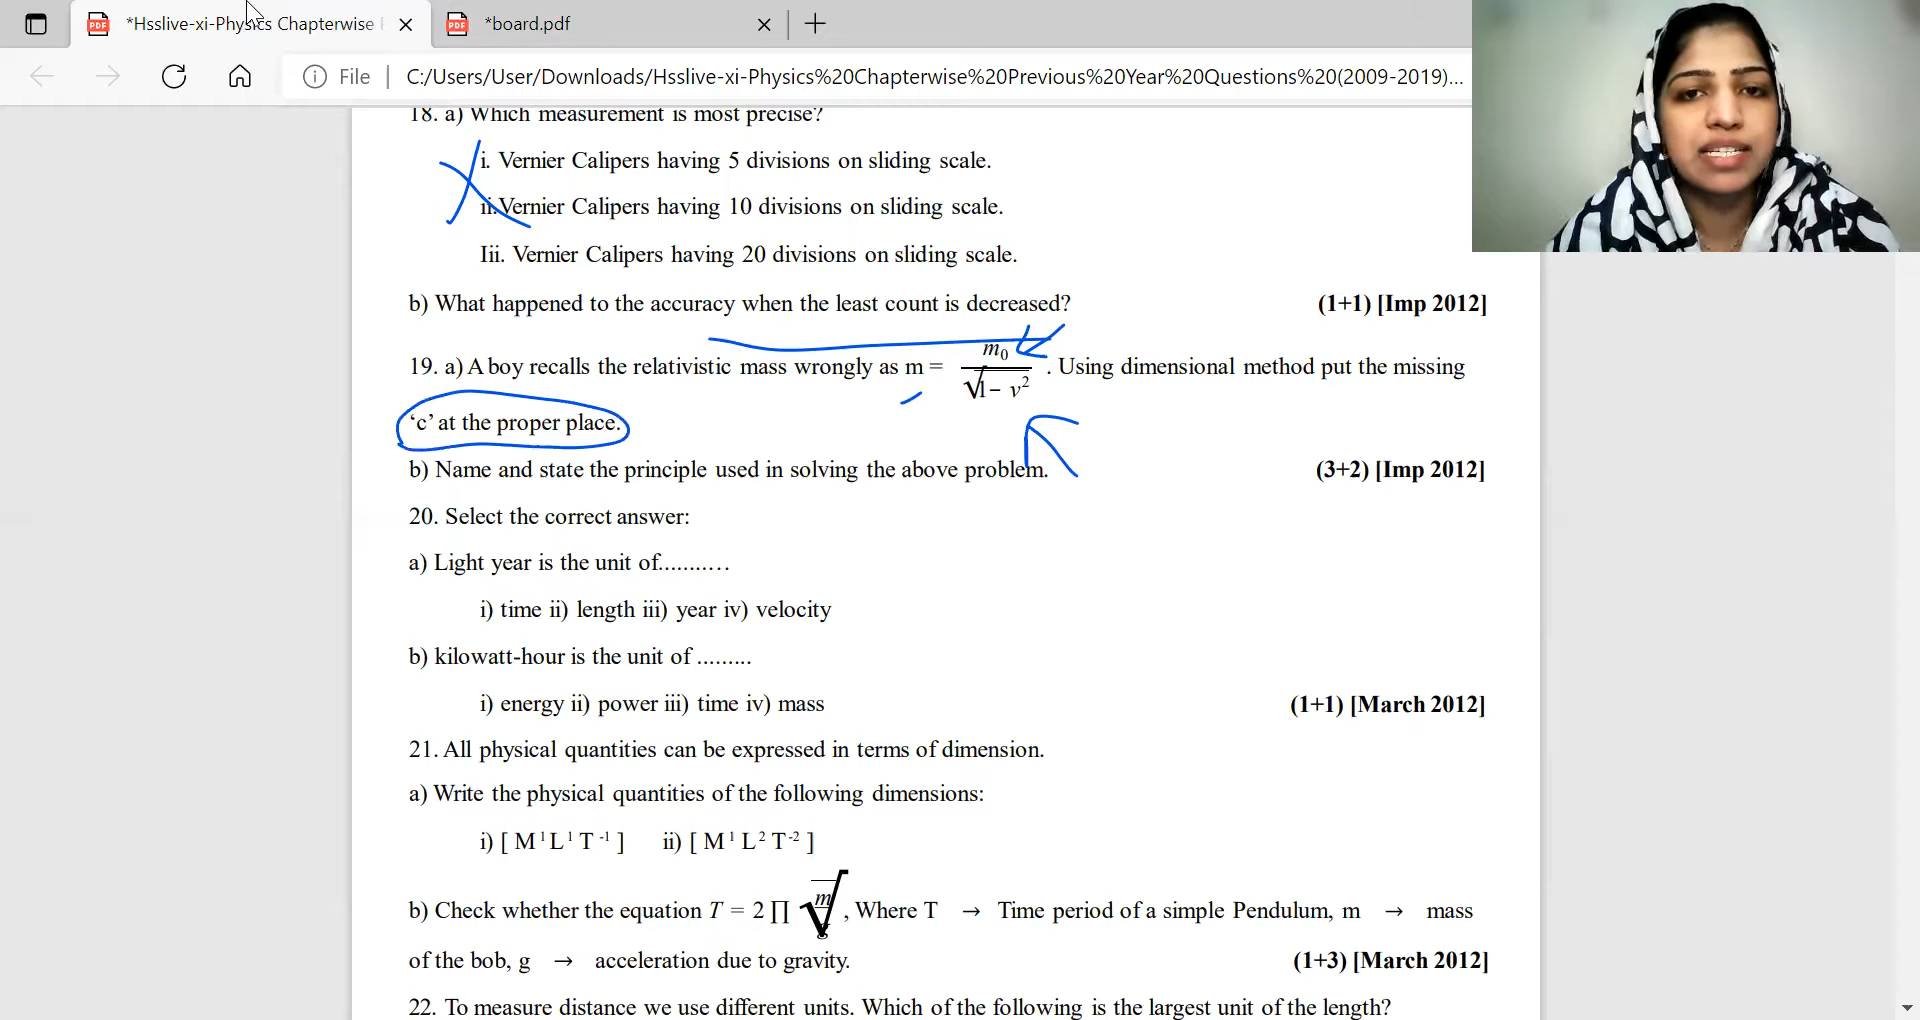 *Hsslive-xi-Physics Chapterwise
*board.pdf
File
C:/Users/User/Downloads/Hsslive-xi-Physics%20Chapterwise%20Previous%20Year%20Questions%20(2009-2019)...
18. a) Which measurement is most precise?
i. Vernier Calipers having 5 divisions on sliding scale.
ii.Vernier Calipers having 10 divisions on sliding scale.
Iii. Vernier Calipers having 20 divisions on sliding scale.
b) What happened to the accuracy when the least count is decreased? (1+1) [Imp 2012]
19. a) A boy recalls the relativistic mass wrongly as m = m₀ / √1 – v² . Using dimensional method put the missing
‘c’ at the proper place.
b) Name and state the principle used in solving the above problem. (3+2) [Imp 2012]
20. Select the correct answer:
a) Light year is the unit of..........
i) time ii) length iii) year iv) velocity
b) kilowatt-hour is the unit of .........
i) energy ii) power iii) time iv) mass (1+1) [March 2012]
21. All physical quantities can be expressed in terms of dimension.
a) Write the physical quantities of the following dimensions:
i) [ M¹ L¹ T⁻¹ ] ii) [ M¹ L² T⁻² ]
b) Check whether the equation T = 2∏ √m/g , Where T → Time period of a simple Pendulum, m → mass
of the bob, g → acceleration due to gravity. (1+3) [March 2012]
22. To measure distance we use different units. Which of the following is the largest unit of the length?